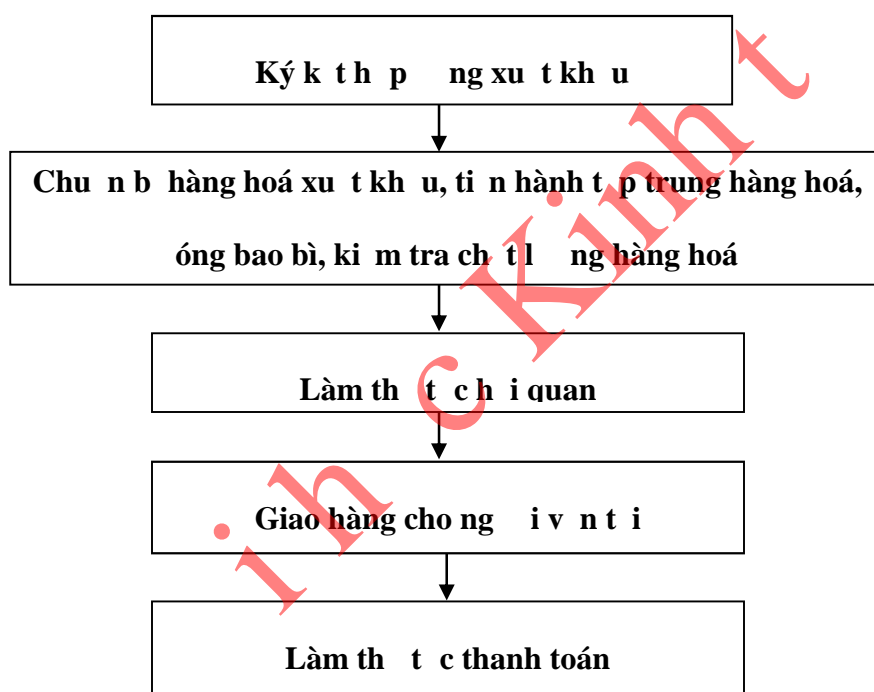 Ký k t h p ng xu t kh u
Chu n b hàng hoá xu t kh u, ti n hành t p trung hàng hoá,
óng bao bì, ki m tra ch t l ng hàng hoá
Làm th t c h i quan
Giao hàng cho ng i v n t i
Làm th t c thanh toán
i h c Kinh t